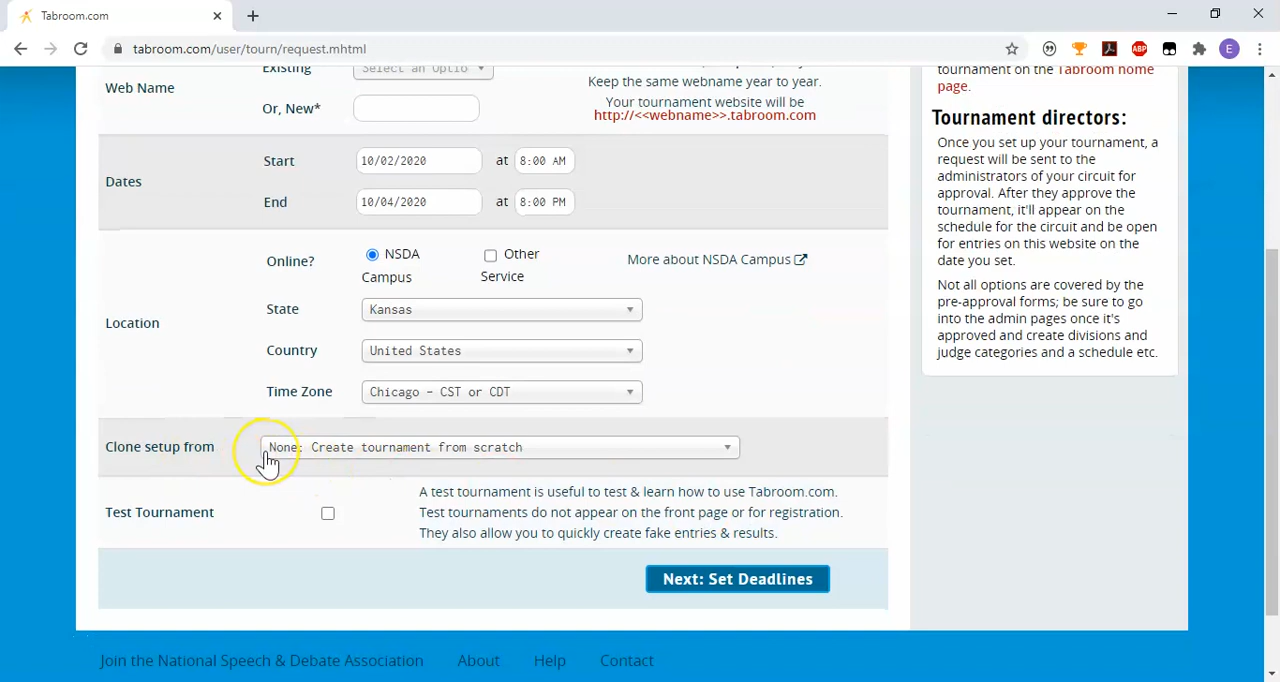 Tabroom.com
tabroom.com/user/tourn/request.mhtml
E
Existing
Select an Optio
Web Name
Or, New*
Keep the same webname year to year.
Your tournament website will be
http://<<webname>>.tabroom.com
Dates
Start
10/02/2020
at
8:00 AM
End
10/04/2020
at
8:00 PM
Location
Online?
NSDA
Campus
Other
Service
More about NSDA Campus
State
Kansas
Country
United States
Time Zone
Chicago - CST or CDT
Clone setup from
None: Create tournament from scratch
Test Tournament
A test tournament is useful to test & learn how to use Tabroom.com.
Test tournaments do not appear on the front page or for registration.
They also allow you to quickly create fake entries & results.
Next: Set Deadlines
tournament on the Tabroom home
page.
Tournament directors:
Once you set up your tournament, a
request will be sent to the
administrators of your circuit for
approval. After they approve the
tournament, it'll appear on the
schedule for the circuit and be open
for entries on this website on the
date you set.
Not all options are covered by the
pre-approval forms; be sure to go
into the admin pages once it's
approved and create divisions and
judge categories and a schedule etc.
Join the National Speech & Debate Association
About
Help
Contact